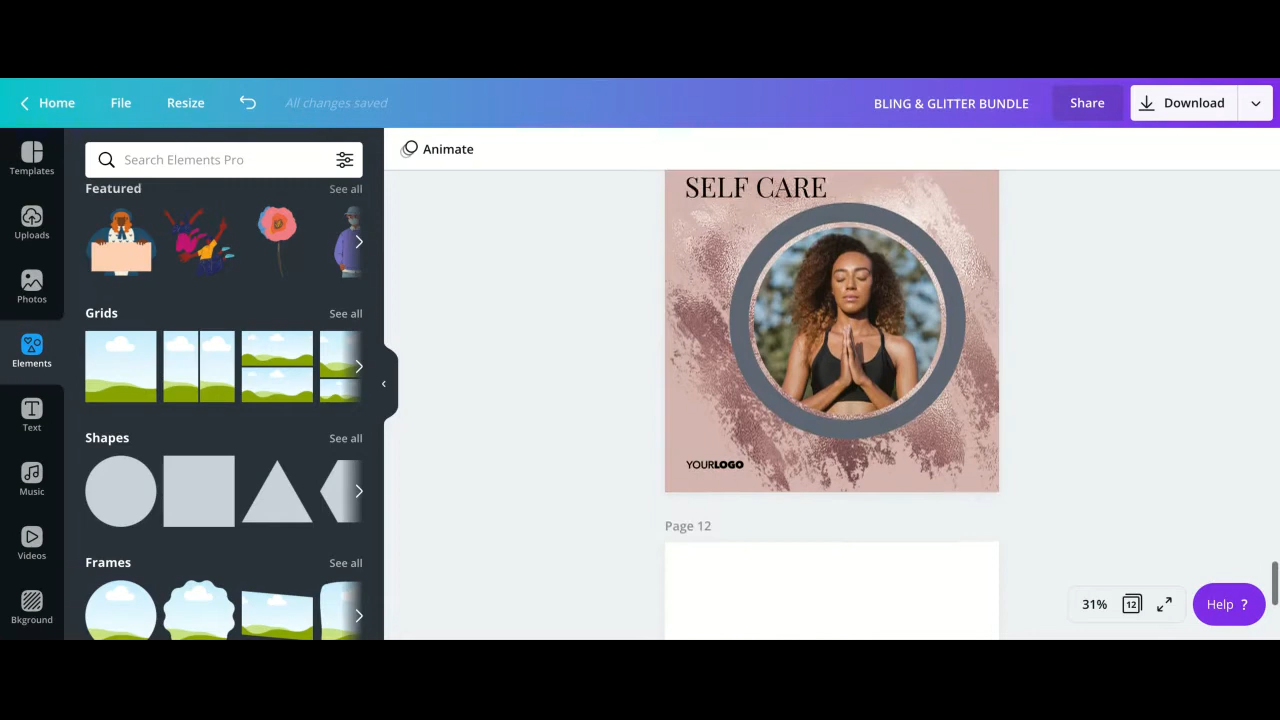 Home File Resize All changes saved BLING & GLITTER BUNDLE Share Download
Templates
Uploads
Photos
Elements
Text
Music
Videos
Bkground
Search Elements Pro
Featured See all
Grids See all
Shapes See all
Frames See all
Animate
SELF CARE
YOURLOGO
Page 12
31% 12 Help ?